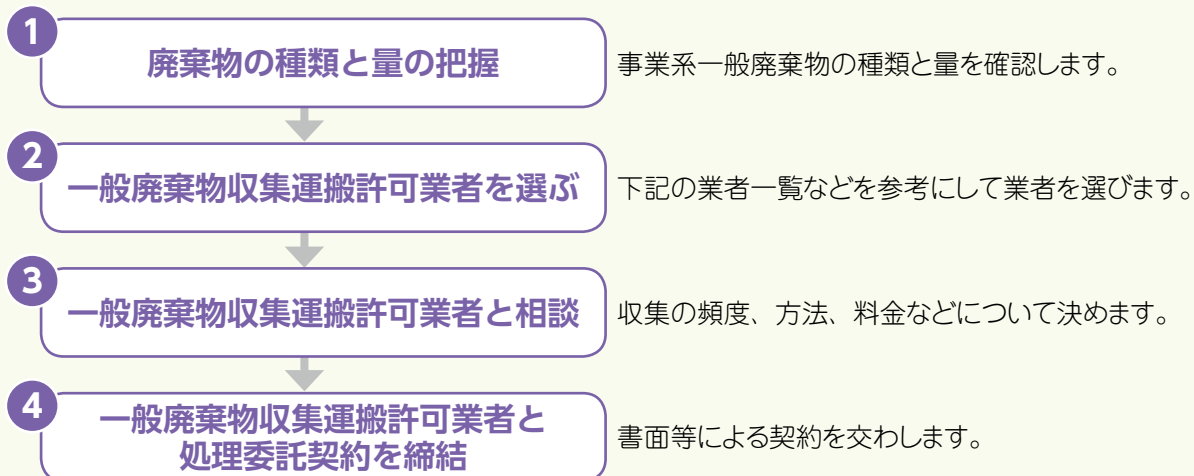 1
廃棄物の種類と量の把握
事業系一般廃棄物の種類と量を確認します。
2
一般廃棄物収集運搬許可業者を選ぶ
下記の業者一覧などを参考にして業者を選びます。
3
一般廃棄物収集運搬許可業者と相談
収集の頻度、方法、料金などについて決めます。
4
一般廃棄物収集運搬許可業者と
処理委託契約を締結
書面等による契約を交わします。